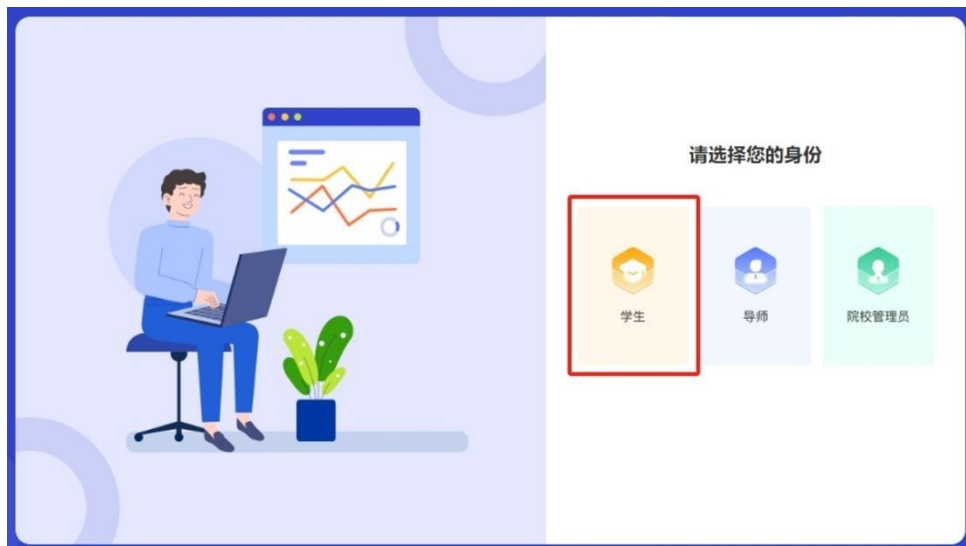 请选择您的身份
学生
导师
院校管理员